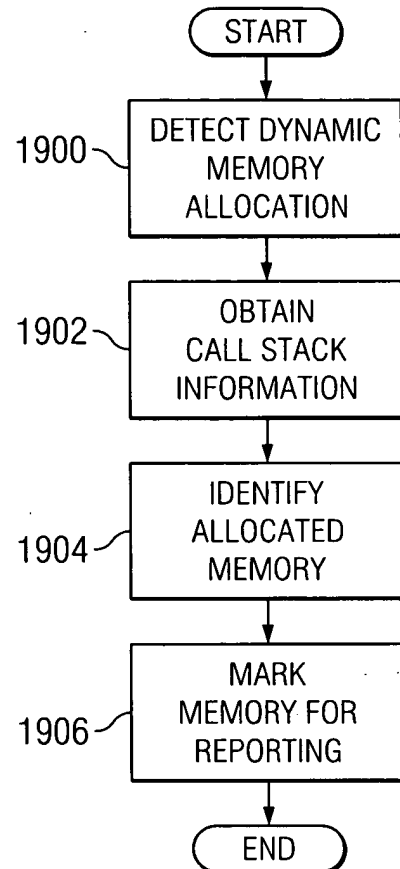 START
1900
DETECT DYNAMIC
MEMORY
ALLOCATION
1902
OBTAIN
CALL STACK
INFORMATION
1904
IDENTIFY
ALLOCATED
MEMORY
1906
MARK
MEMORY FOR
REPORTING
END